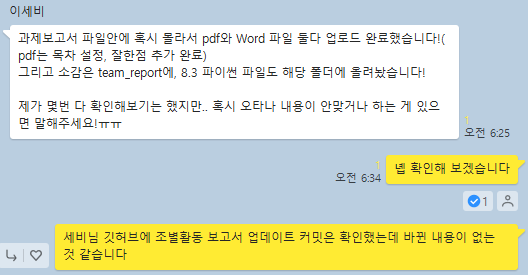 이세비
과제보고서 파일안에 혹시 몰라서 pdf와 Word 파일 둘다 업로드 완료했습니다!(
pdf는 목차 설정, 잘한점 추가 완료)
그리고 소감은 team_report에, 8.3 파이썬 파일도 해당 폴더에 올려놨습니다!
제가 몇번 다 확인해보기는 했지만.. 혹시 오타나 내용이 안맞거나 하는 게 있으
면 말해주세요!ㅠㅠ
1
오전 6:25
1
오전 6:34
넵 확인해 보겠습니다
1
세비님 깃허브에 조별활동 보고서 업데이트 커밋은 확인했는데 바뀐 내용이 없는
것 같습니다